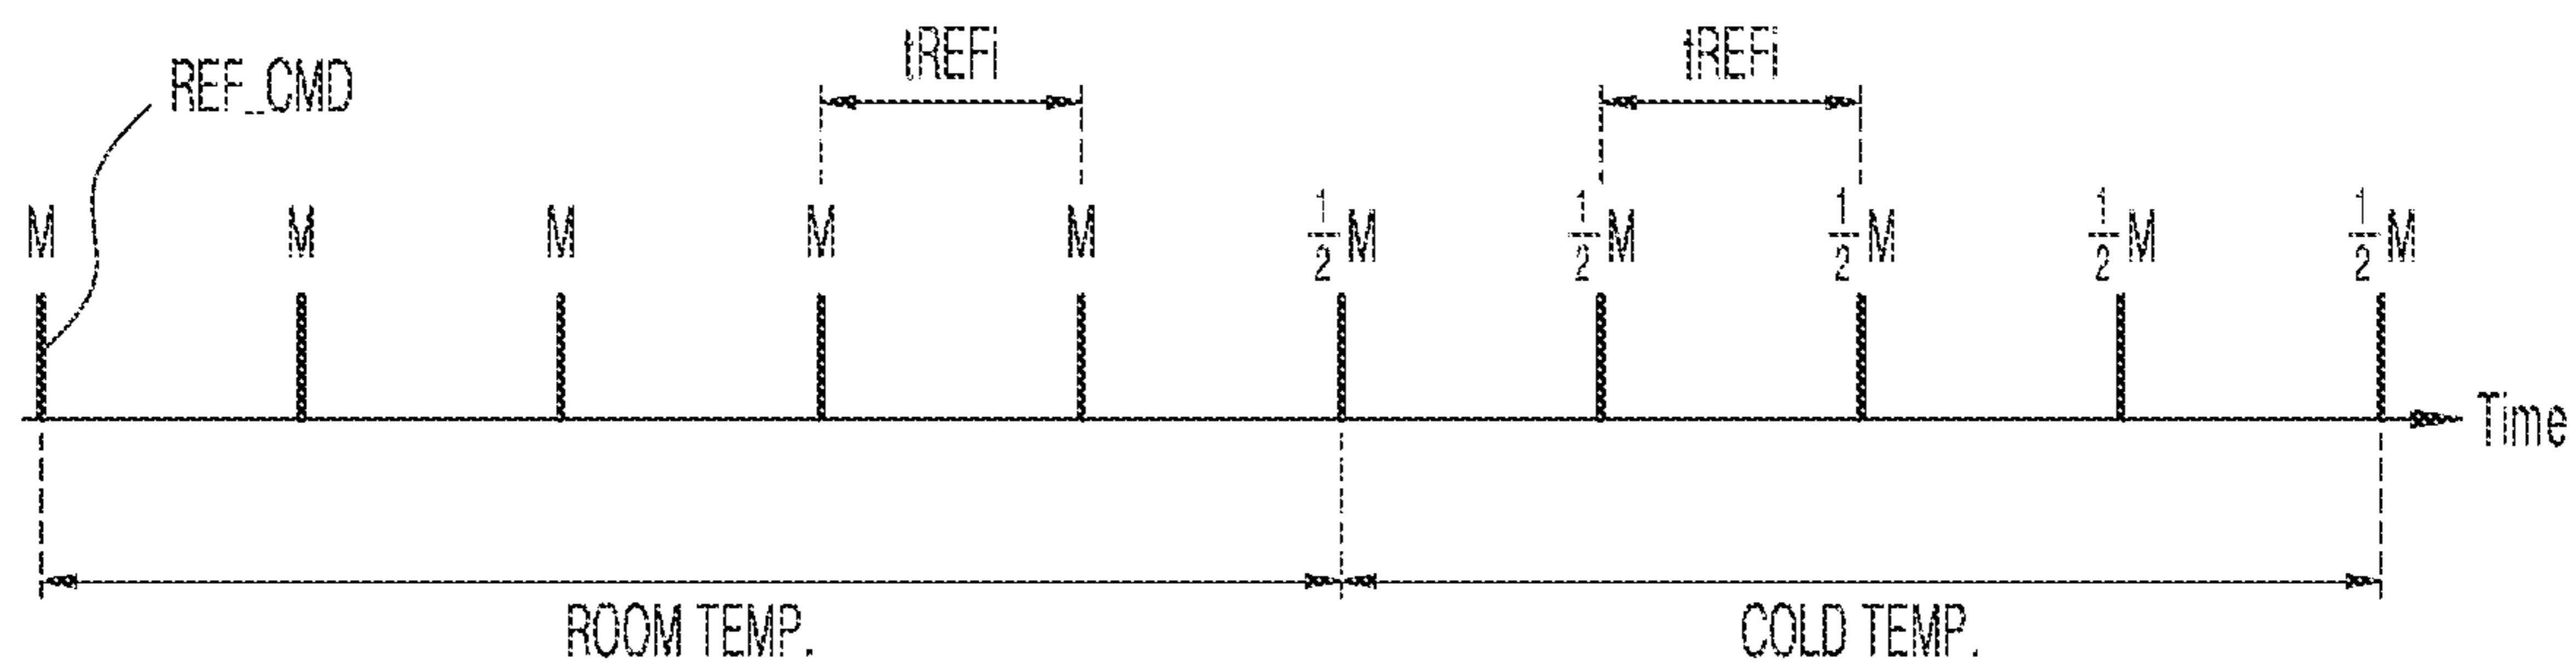 tREFi tREFi
REF_CMD
M M M M M 1/2 M 1/2 M 1/2 M 1/2 M 1/2 M
Time
ROOM TEMP. COLD TEMP.